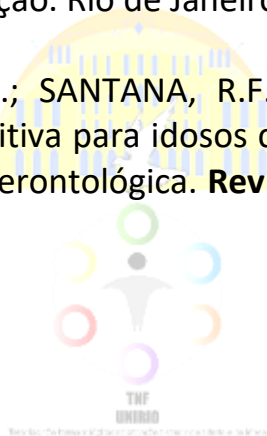 ção. Rio de Janeiro
.; SANTANA, R.F.
itiva para idosos c
erontológica. Rev
TNF
UNIRIO